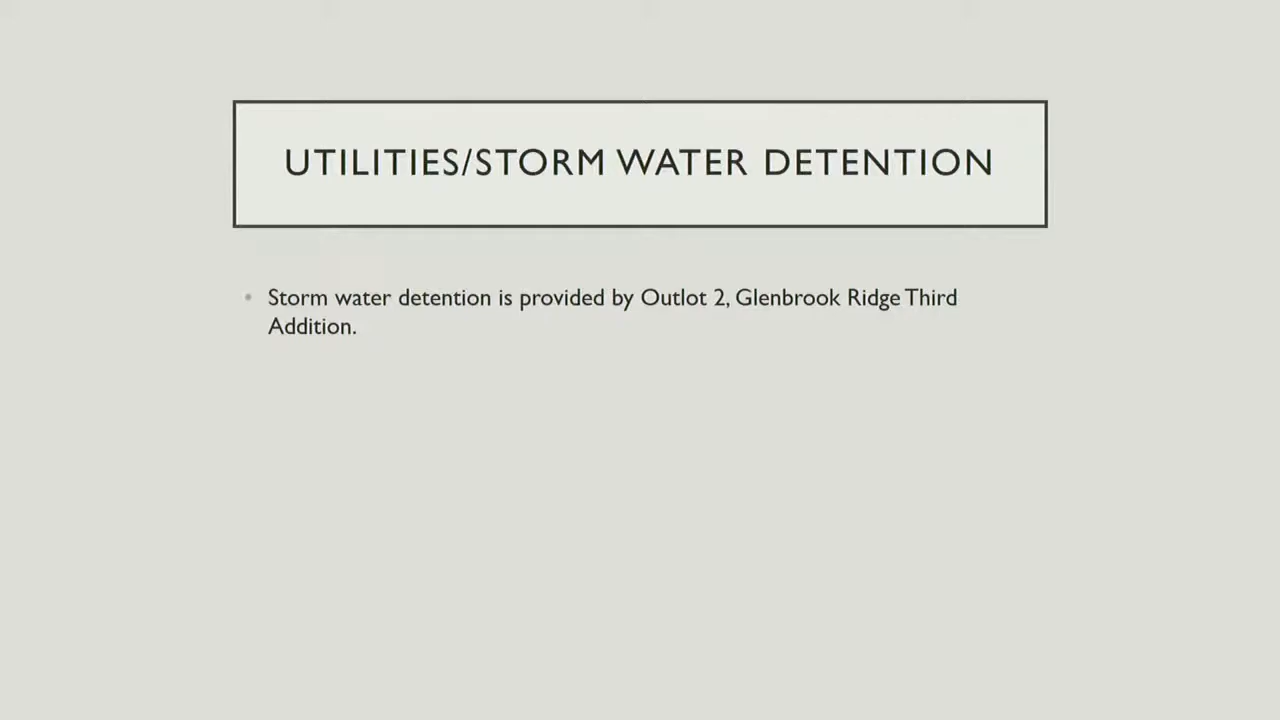 UTILITIES/STORM WATER DETENTION
• Storm water detention is provided by Outlot 2, Glenbrook Ridge Third
Addition.